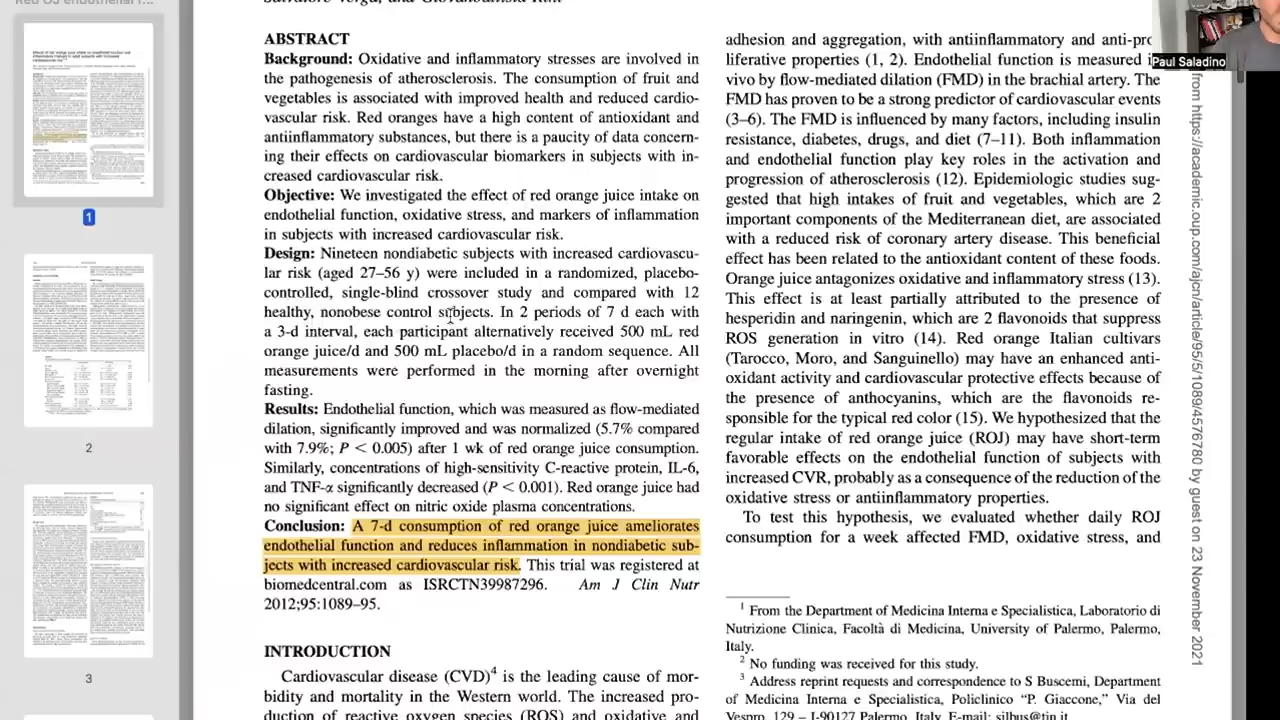 Red OJ endothelial f...
Salvatore Verga, and Giovambattista Rini
ABSTRACT
Background: Oxidative and inflammatory stresses are involved in
the pathogenesis of atherosclerosis. The consumption of fruit and
vegetables is associated with improved health and reduced cardio-
vascular risk. Red oranges have a high content of antioxidant and
antiinflammatory substances, but there is a paucity of data concern-
ing their effects on cardiovascular biomarkers in subjects with in-
creased cardiovascular risk.
Objective: We investigated the effect of red orange juice intake on
endothelial function, oxidative stress, and markers of inflammation
in subjects with increased cardiovascular risk.
Design: Nineteen nondiabetic subjects with increased cardiovascu-
lar risk (aged 27–56 y) were included in a randomized, placebo-
controlled, single-blind crossover study and compared with 12
healthy, nonobese control subjects. In 2 periods of 7 d each with
a 3-d interval, each participant alternatively received 500 mL red
orange juice/d and 500 mL placebo/d in a random sequence. All
measurements were performed in the morning after overnight
fasting.
Results: Endothelial function, which was measured as flow-mediated
dilation, significantly improved and was normalized (5.7% compared
with 7.9%; P < 0.005) after 1 wk of red orange juice consumption.
Similarly, concentrations of high-sensitivity C-reactive protein, IL-6,
and TNF-α significantly decreased (P < 0.001). Red orange juice had
no significant effect on nitric oxide plasma concentrations.
Conclusion: A 7-d consumption of red orange juice ameliorates
endothelial function and reduces inflammation in nondiabetic sub-
jects with increased cardiovascular risk. This trial was registered at
biomedcentral.com as ISRCTN39987296. Am J Clin Nutr
2012;95:1089–95.
INTRODUCTION
Cardiovascular disease (CVD)4 is the leading cause of mor-
bidity and mortality in the Western world. The increased pro-
duction of reactive oxygen species (ROS) and oxidative and
adhesion and aggregation, with antiinflammatory and anti-pro-
liferative properties (1, 2). Endothelial function is measured in
vivo by flow-mediated dilation (FMD) in the brachial artery. The
FMD has proven to be a strong predictor of cardiovascular events
(3–6). The FMD is influenced by many factors, including insulin
resistance, diabetes, drugs, and diet (7–11). Both inflammation
and endothelial function play key roles in the activation and
progression of atherosclerosis (12). Epidemiologic studies sug-
gested that high intakes of fruit and vegetables, which are 2
important components of the Mediterranean diet, are associated
with a reduced risk of coronary artery disease. This beneficial
effect has been related to the antioxidant content of these foods.
Orange juice antagonizes oxidative and inflammatory stress (13).
This effect is at least partially attributed to the presence of
hesperidin and naringenin, which are 2 flavonoids that suppress
ROS generation in vitro (14). Red orange Italian cultivars
(Tarocco, Moro, and Sanguinello) may have an enhanced anti-
oxidant activity and cardiovascular protective effects because of
the presence of anthocyanins, which are the flavonoids re-
sponsible for the typical red color (15). We hypothesized that the
regular intake of red orange juice (ROJ) may have short-term
favorable effects on the endothelial function of subjects with
increased CVR, probably as a consequence of the reduction of the
oxidative stress or antiinflammatory properties.
To test this hypothesis, we evaluated whether daily ROJ
consumption for a week affected FMD, oxidative stress, and
1 From the Department of Medicina Interna e Specialistica, Laboratorio di
Nutrizione Clinica, Facoltà di Medicina, University of Palermo, Palermo,
Italy.
2 No funding was received for this study.
3 Address reprint requests and correspondence to S Buscemi, Department
of Medicina Interna e Specialistica, Policlinico “P. Giaccone,” Via del
Vespro, 129 – I-90127 Palermo, Italy. E-mail: silbus@tin.it
from https://academic.oup.com/ajcn/article/95/5/1089/4576780 by guest on 23 November 2021
Paul Saladino
1
2
3